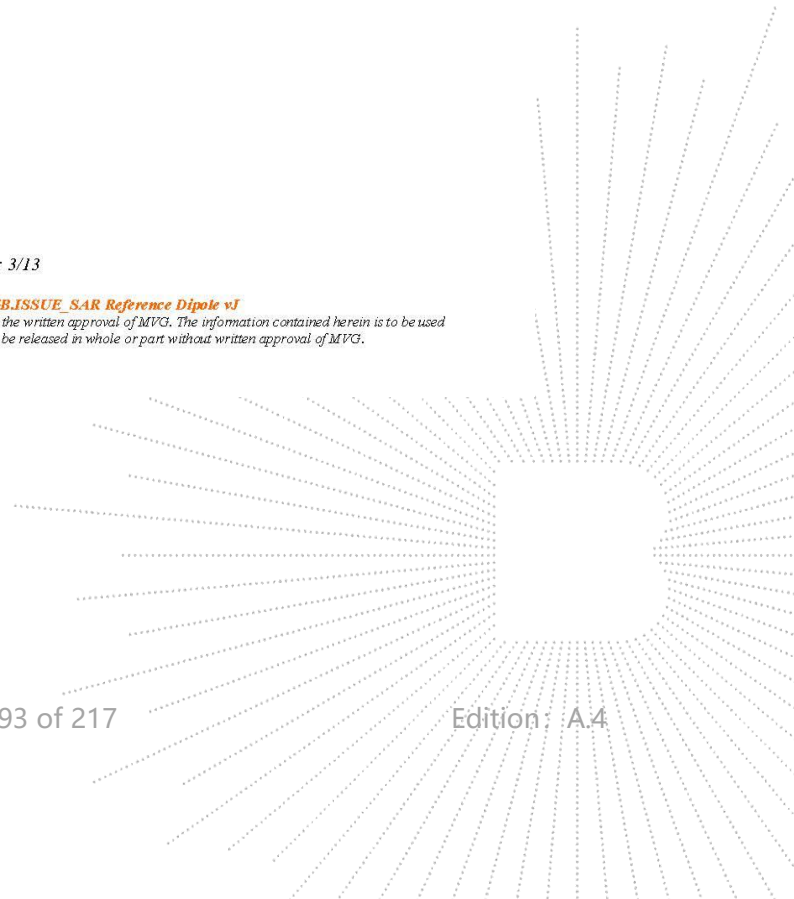 : 3/13
B.ISSUE_SAR Reference Dipole vJ
the written approval of MVG. The information contained herein is to be used
be released in whole or part without written approval of MVG.
93 of 217 Edition: A.4